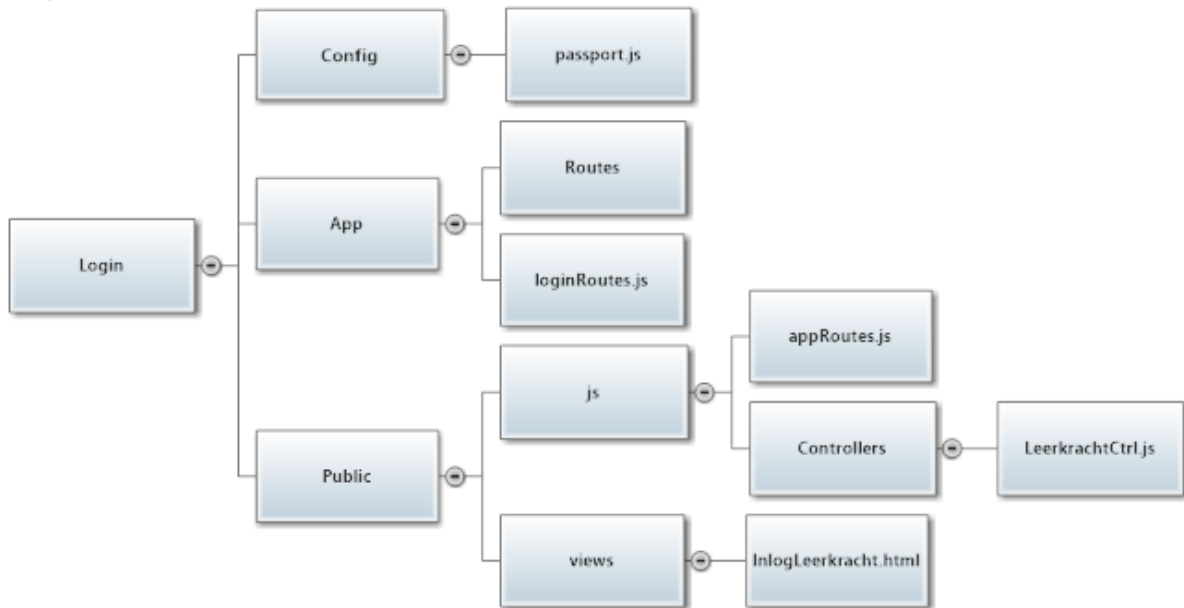 Config
passport.js
Routes
App
Login
loginRoutes.js
appRoutes.js
js
Controllers
LeerkrachtCtrl.js
Public
views
InlogLeerkracht.html